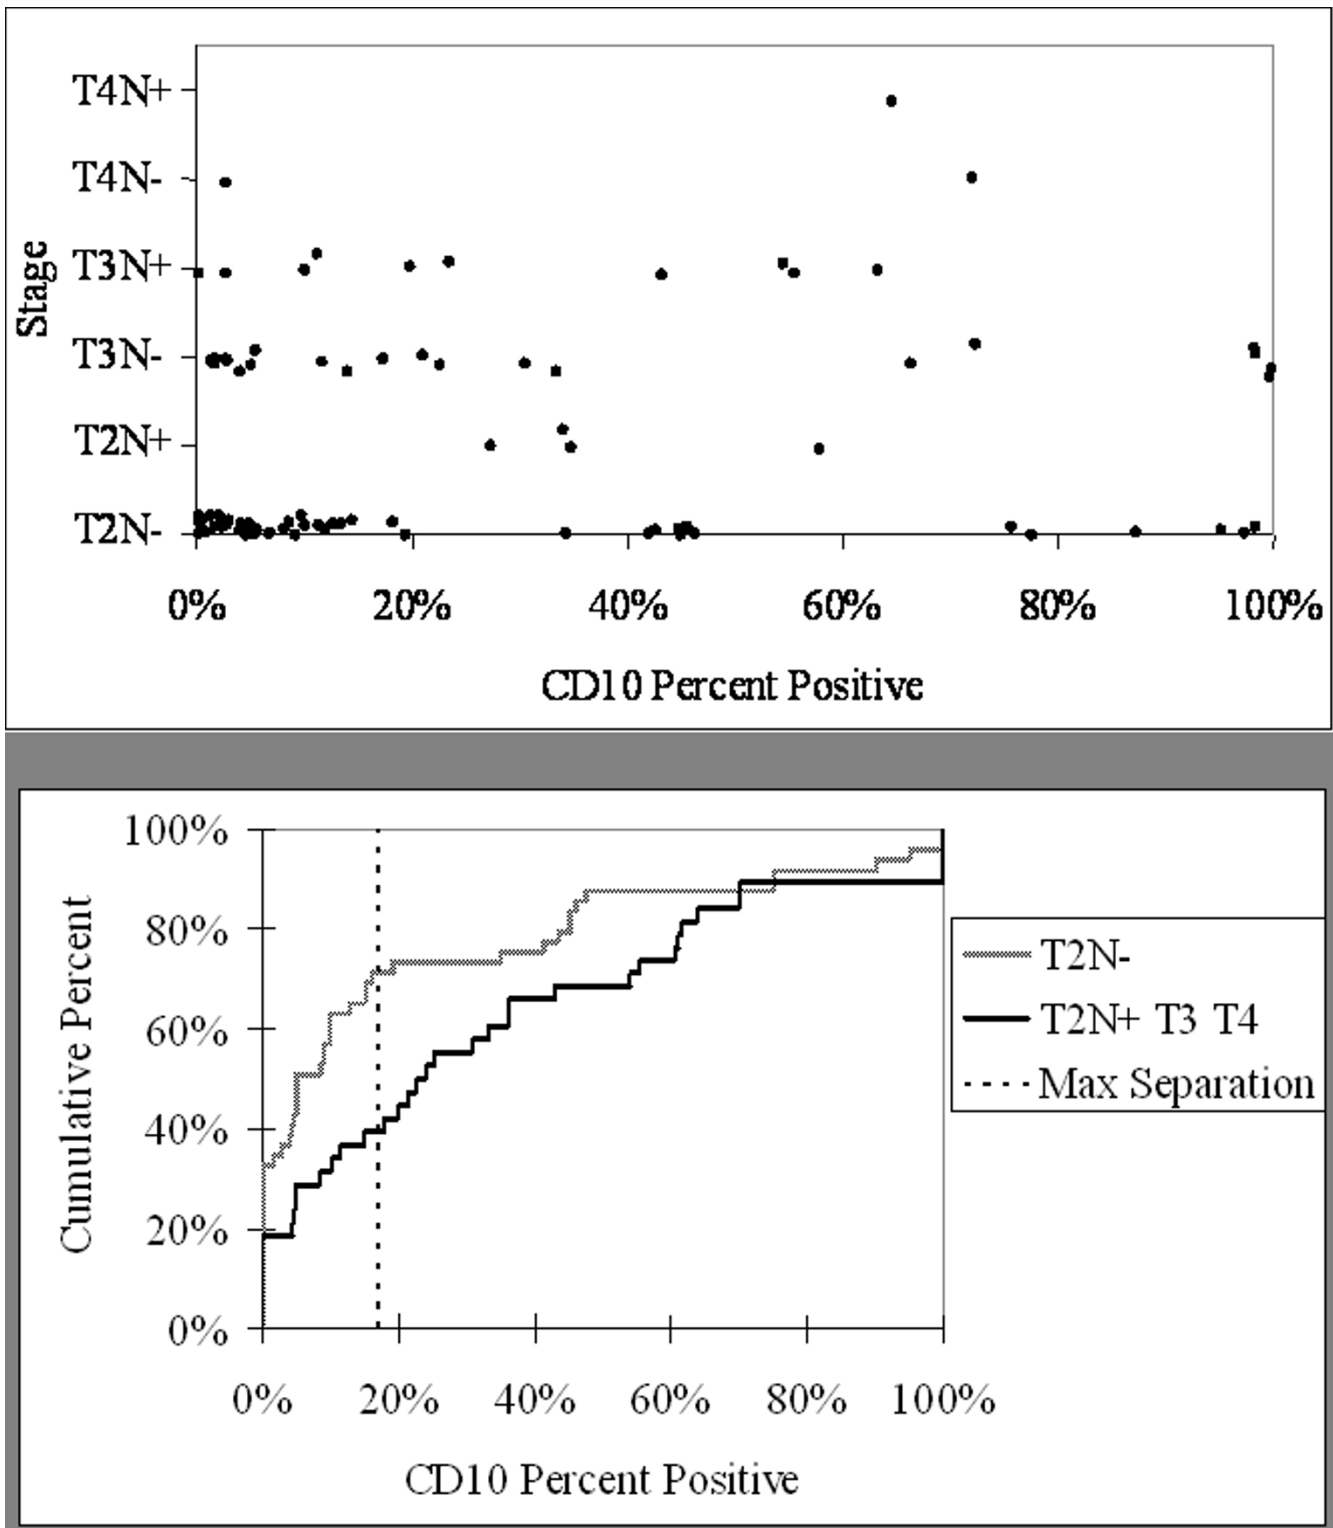 T4N+
T4N-
T3N+
T3N-
T2N+
T2N-
Stage
0% 20% 40% 60% 80% 100%
CD10 Percent Positive
100%
80%
60%
40%
20%
0%
Cumulative Percent
0% 20% 40% 60% 80% 100%
CD10 Percent Positive
T2N-
T2N+ T3 T4
Max Separation